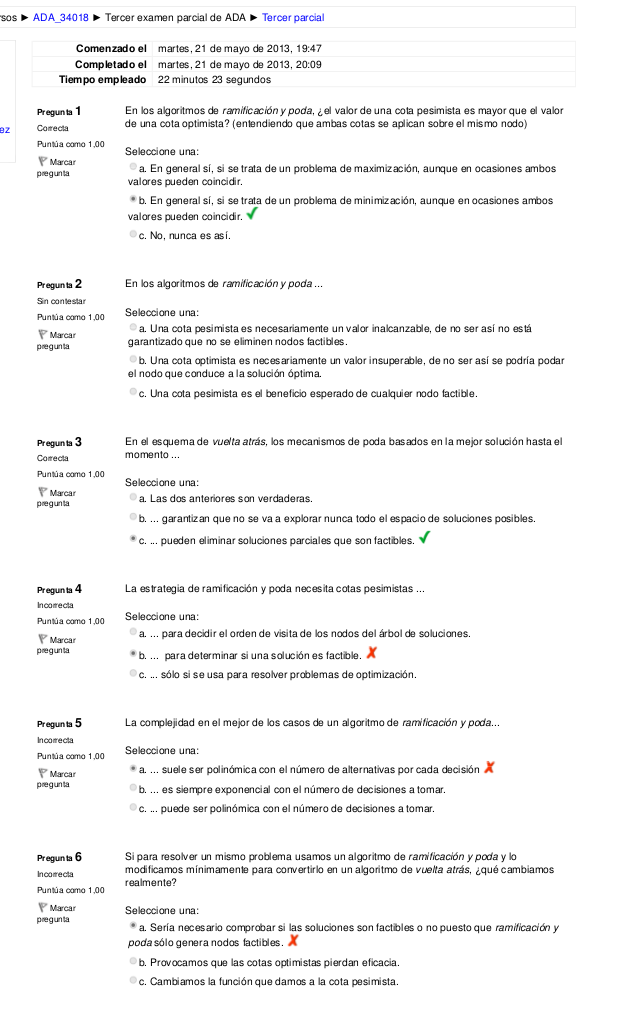 sos ► ADA_34018 ► Tercer examen parcial de ADA ► Tercer parcial
ez
Comenzado el martes, 21 de mayo de 2013, 19:47
Completado el martes, 21 de mayo de 2013, 20:09
Tiempo empleado 22 minutos 23 segundos
Pregunta 1
Correcta
Puntúa como 1,00
Marcar
pregunta
En los algoritmos de ramificación y poda, ¿el valor de una cota pesimista es mayor que el valor
de una cota optimista? (entendiendo que ambas cotas se aplican sobre el mismo nodo)
Seleccione una:
a. En general sí, si se trata de un problema de maximización, aunque en ocasiones ambos
valores pueden coincidir.
b. En general sí, si se trata de un problema de minimización, aunque en ocasiones ambos
valores pueden coincidir. ✓
c. No, nunca es así.
Pregunta 2
Sin contestar
Puntúa como 1,00
Marcar
pregunta
En los algoritmos de ramificación y poda ...
Seleccione una:
a. Una cota pesimista es necesariamente un valor inalcanzable, de no ser así no está
garantizado que no se eliminen nodos factibles.
b. Una cota optimista es necesariamente un valor insuperable, de no ser así se podría podar
el nodo que conduce a la solución óptima.
c. Una cota pesimista es el beneficio esperado de cualquier nodo factible.
Pregunta 3
Correcta
Puntúa como 1,00
Marcar
pregunta
En el esquema de vuelta atrás, los mecanismos de poda basados en la mejor solución hasta el
momento ...
Seleccione una:
a. Las dos anteriores son verdaderas.
b. ... garantizan que no se va a explorar nunca todo el espacio de soluciones posibles.
c. ... pueden eliminar soluciones parciales que son factibles. ✓
Pregunta 4
Incorrecta
Puntúa como 1,00
Marcar
pregunta
La estrategia de ramificación y poda necesita cotas pesimistas ...
Seleccione una:
a. ... para decidir el orden de visita de los nodos del árbol de soluciones.
b. ... para determinar si una solución es factible. ✗
c. ... sólo si se usa para resolver problemas de optimización.
Pregunta 5
Incorrecta
Puntúa como 1,00
Marcar
pregunta
La complejidad en el mejor de los casos de un algoritmo de ramificación y poda...
Seleccione una:
a. ... suele ser polinómica con el número de alternativas por cada decisión ✗
b. ... es siempre exponencial con el número de decisiones a tomar.
c. ... puede ser polinómica con el número de decisiones a tomar.
Pregunta 6
Incorrecta
Puntúa como 1,00
Marcar
pregunta
Si para resolver un mismo problema usamos un algoritmo de ramificación y poda y lo
modificamos mínimamente para convertirlo en un algoritmo de vuelta atrás, ¿qué cambiamos
realmente?
Seleccione una:
a. Sería necesario comprobar si las soluciones son factibles o no puesto que ramificación y
poda sólo genera nodos factibles. ✗
b. Provocamos que las cotas optimistas pierdan eficacia.
c. Cambiamos la función que damos a la cota pesimista.